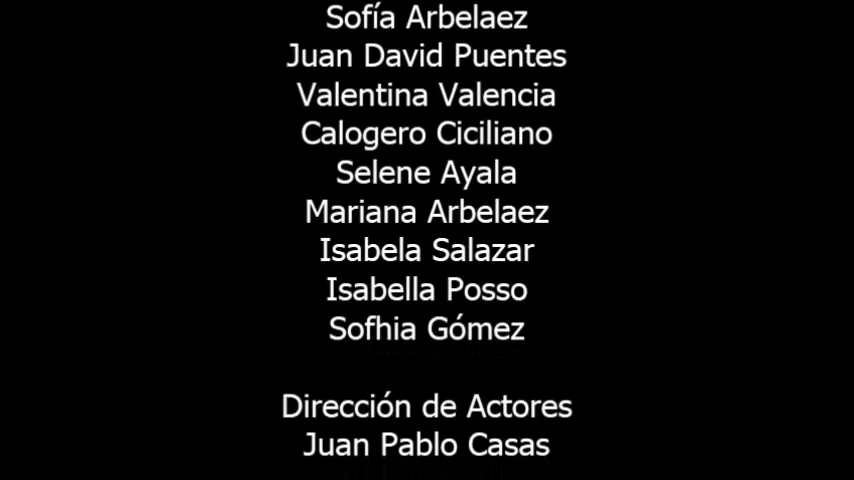 Sofía Arbelaez
Juan David Puentes
Valentina Valencia
Calogero Ciciliano
Selene Ayala
Mariana Arbelaez
Isabela Salazar
Isabella Posso
Sofhia Gómez
Dirección de Actores
Juan Pablo Casas